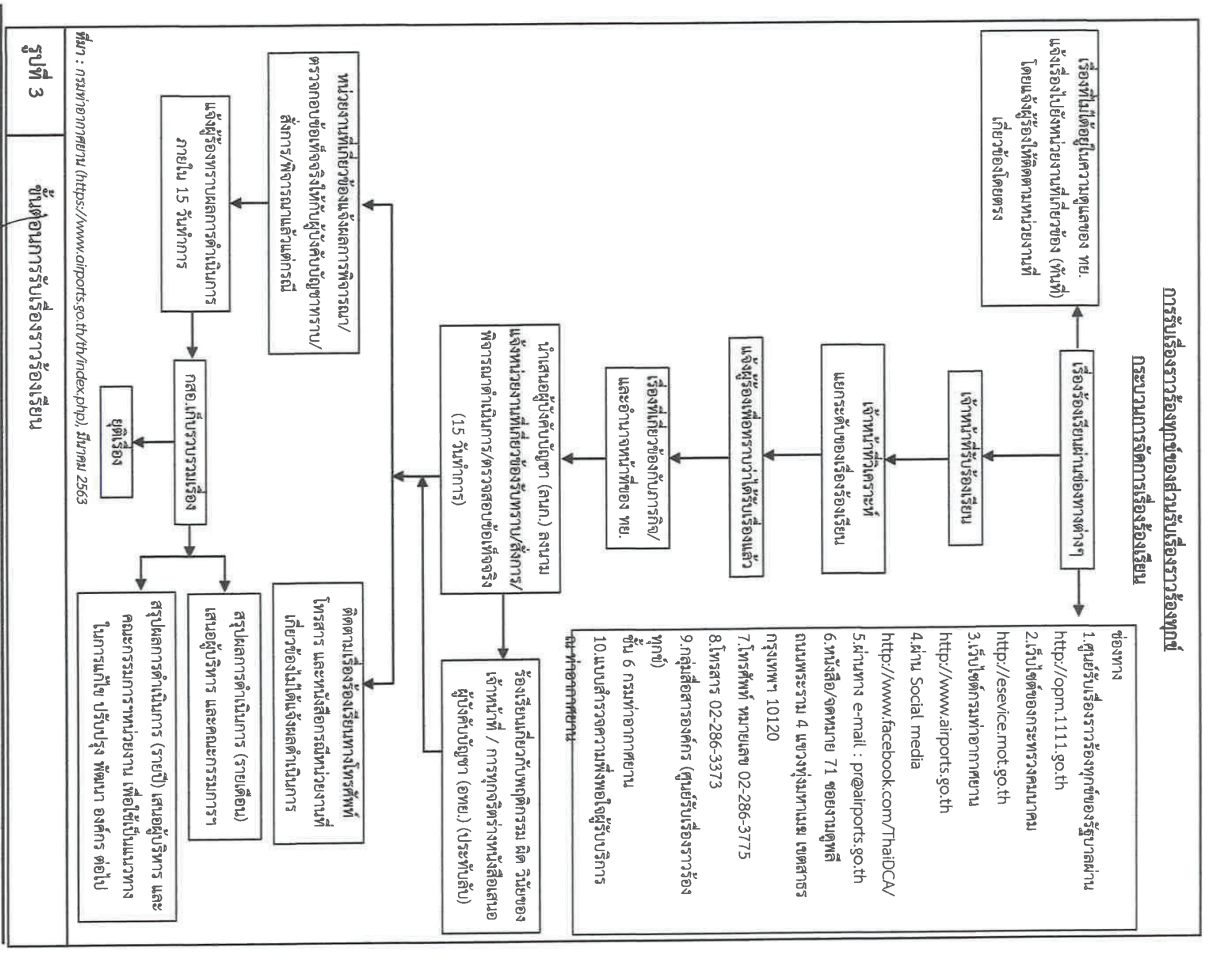 การรับเรื่องราวร้องทุกข์ของส่วนรับเรื่องราวร้องทุกข์
กระบวนการจัดการเรื่องร้องเรียน
เรื่องที่ไม่ได้อยู่ในความดูแลของ ทย.
แจ้งเรื่องไปยังหน่วยงานที่เกี่ยวข้อง (ทันที)
โดยแจ้งผู้ร้องให้ติดตามหน่วยงานที่
เกี่ยวข้องโดยตรง
เรื่องร้องเรียนผ่านช่องทางต่างๆ
ช่องทาง
1.ศูนย์รับเรื่องราวร้องทุกข์ของรัฐบาลผ่าน
http://opm.1111.go.th
2.เว็บไซต์ของกระทรวงคมนาคม
http://esevice.mot.go.th
3.เว็บไซต์กรมท่าอากาศยาน
http://www.airports.go.th
4.ผ่าน Social media
http://www.facebook.com/ThaiDCA/
5.ผ่านทาง e-mail : pr@airports.go.th
6.หนังสือ/จดหมาย 71 ซอยงามดูพลี
ถนนพระราม 4 แขวงทุ่งมหาเมฆ เขตสาธร
กรุงเทพฯ 10120
7.โทรศัพท์ หมายเลข 02-286-3775
8.โทรสาร 02-286-3373
9.กลุ่มสื่อสารองค์กร (ศูนย์รับเรื่องราวร้อง
ทุกข์)
ชั้น 6 กรมท่าอากาศยาน
10.แบบสำรวจความพึงพอใจผู้รับบริการ
ณ ท่าอากาศยาน
เจ้าหน้าที่รับร้องเรียน
เจ้าหน้าที่วิเคราะห์
แยกระดับของเรื่องร้องเรียน
แจ้งผู้ร้องเพื่อทราบว่าได้รับเรื่องแล้ว
เรื่องที่เกี่ยวข้องกับภารกิจ/
และอำนาจหน้าที่ของ ทย.
นำเสนอผู้บังคับบัญชา (ลนก.) ลงนาม
แจ้งหน่วยงานที่เกี่ยวข้องรับทราบ/สั่งการ/
พิจารณาดำเนินการ/ตรวจสอบข้อเท็จจริง
(15 วันทำการ)
ร้องเรียนเกี่ยวกับพฤติกรรม ผิด วินัยของ
เจ้าหน้าที่ / การทุจริตร่างหนังสือเสนอ
ผู้บังคับบัญชา (อทย.) (ประทับลับ)
หน่วยงานที่เกี่ยวข้องแจ้งผลการพิจารณา/
ตรวจกอบข้อเท็จจริงให้กับผู้บังคับบัญชาทราบ/
สั่งการ/พิจารณาแล้วแต่กรณี
ติดตามเรื่องร้องเรียนทางโทรศัพท์
โทรสาร และหนังสือกรณีหน่วยงานที่
เกี่ยวข้องไม่ได้แจ้งผลดำเนินการ
แจ้งผู้ร้องทราบผลการดำเนินการ
ภายใน 15 วันทำการ
กสอ.เก็บรวบรวมเรื่อง
สรุปผลการดำเนินการ (รายเดือน)
เสนอผู้บริหาร และคณะกรรมการฯ
ยุติเรื่อง
สรุปผลการดำเนินการ (รายปี) เสนอผู้บริหาร และ
คณะกรรมการฯหน่วยงาน เพื่อใช้เป็นแนวทาง
ในการแก้ไข ปรับปรุง พัฒนา องค์กร ต่อไป
ที่มา : กรมท่าอากาศยาน (https://www.airports.go.th/th/index.php), มีนาคม 2563
รูปที่ 3
ขั้นตอนการรับเรื่องราวร้องเรียน